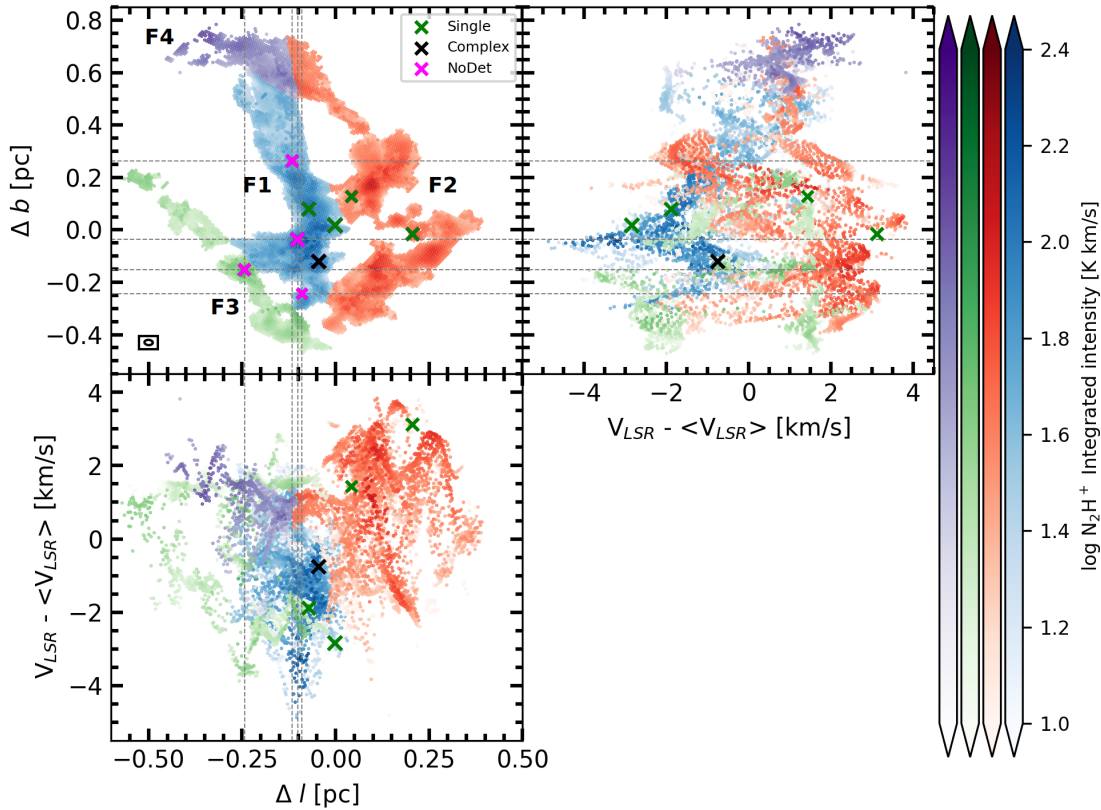 F4
Single
Complex
NoDet
F1
F2
F3
0.8
0.6
0.4
0.2
0.0
−0.2
−0.4
Δ b [pc]
−4
−2
0
2
4
V_LSR - <V_LSR> [km/s]
4
2
0
−2
−4
V_LSR - <V_LSR> [km/s]
−0.50
−0.25
0.00
0.25
0.50
Δ l [pc]
2.4
2.2
2.0
1.8
1.6
1.4
1.2
1.0
log N₂H⁺ Integrated intensity [K km/s]